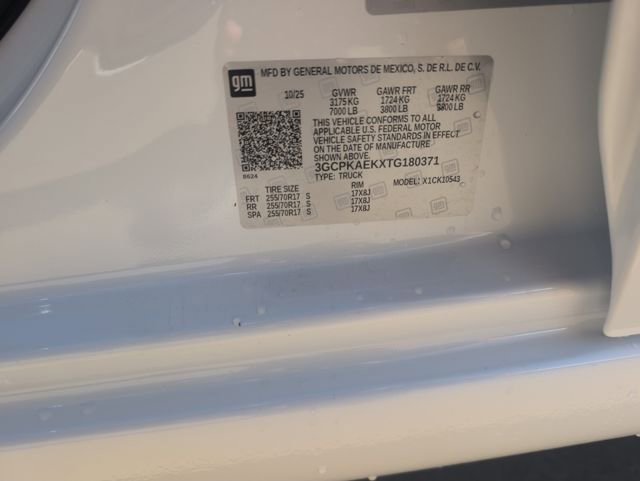 gm
MFD BY GENERAL MOTORS DE MEXICO, S. DE R.L. DE C.V.
10/25 GVWR GAWR FRT GAWR RR
3175 KG 1724 KG 1724 KG
7000 LB 3800 LB 3800 LB
THIS VEHICLE CONFORMS TO ALL
APPLICABLE U.S. FEDERAL MOTOR
VEHICLE SAFETY STANDARDS IN EFFECT
ON THE DATE OF MANUFACTURE
SHOWN ABOVE.
3GCPKAEKXTG180371
B624 TYPE: TRUCK MODEL: X1CK10543
TIRE SIZE RIM
FRT 255/70R17 S 17X8J
RR 255/70R17 S 17X8J
SPA 255/70R17 S 17X8J